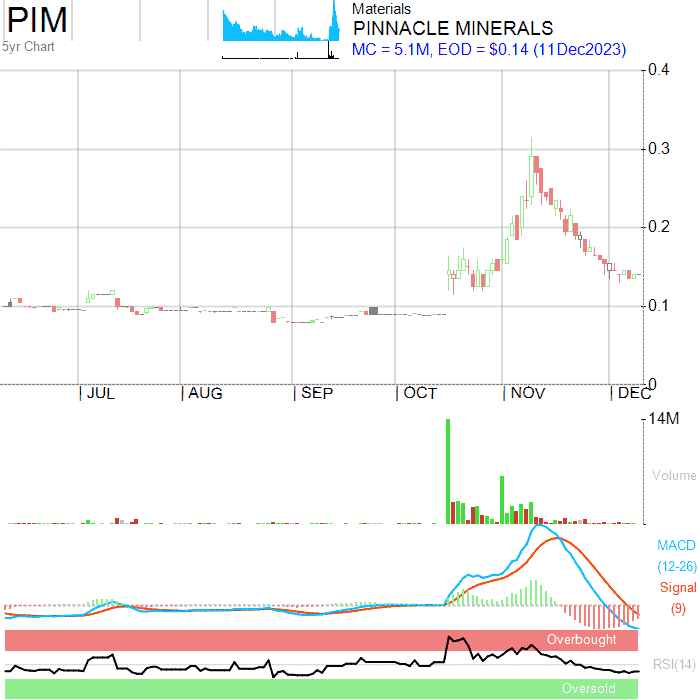 PIM
5yr Chart
Materials
PINNACLE MINERALS
MC = 5.1M, EOD = $0.14 (11Dec2023)
0.4
0.3
0.2
0.1
0
JUL AUG SEP OCT NOV DEC
14M
Volume
MACD
(12-26)
Signal
(9)
Overbought
RSI(14)
Oversold